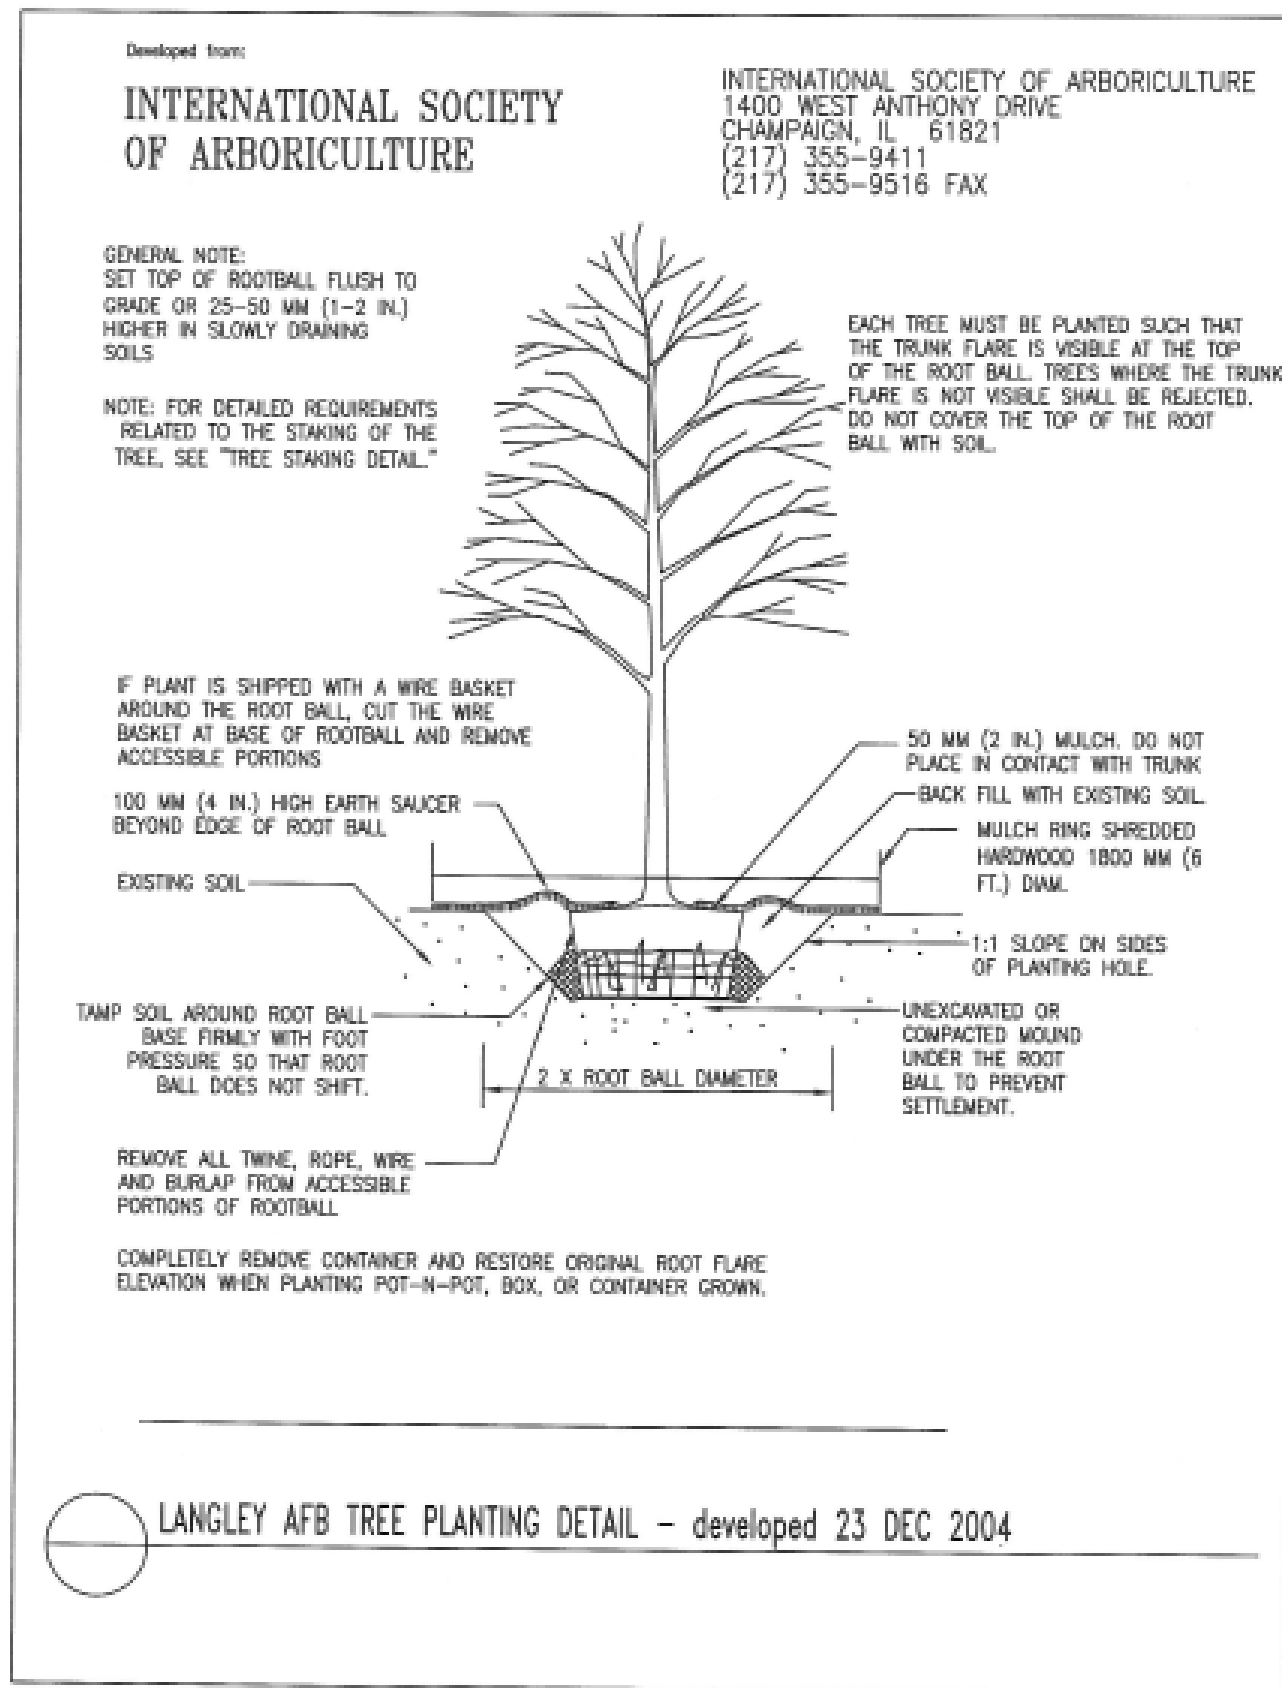 Developed from:
INTERNATIONAL SOCIETY
OF ARBORICULTURE
INTERNATIONAL SOCIETY OF ARBORICULTURE
1400 WEST ANTHONY DRIVE
CHAMPAIGN, IL 61821
(217) 355-9411
(217) 355-9516 FAX
GENERAL NOTE:
SET TOP OF ROOTBALL FLUSH TO
GRADE OR 25-50 MM (1-2 IN.)
HIGHER IN SLOWLY DRAINING
SOILS
NOTE: FOR DETAILED REQUIREMENTS
RELATED TO THE STAKING OF THE
TREE, SEE "TREE STAKING DETAIL."
EACH TREE MUST BE PLANTED SUCH THAT
THE TRUNK FLARE IS VISIBLE AT THE TOP
OF THE ROOT BALL. TREES WHERE THE TRUNK
FLARE IS NOT VISIBLE SHALL BE REJECTED.
DO NOT COVER THE TOP OF THE ROOT
BALL WITH SOIL.
IF PLANT IS SHIPPED WITH A WIRE BASKET
AROUND THE ROOT BALL, CUT THE WIRE
BASKET AT BASE OF ROOTBALL AND REMOVE
ACCESSIBLE PORTIONS
100 MM (4 IN.) HIGH EARTH SAUCER
BEYOND EDGE OF ROOT BALL
EXISTING SOIL
50 MM (2 IN.) MULCH. DO NOT
PLACE IN CONTACT WITH TRUNK
BACK FILL WITH EXISTING SOIL.
MULCH RING SHREDDED
HARDWOOD 1800 MM (6
FT.) DIAM.
1:1 SLOPE ON SIDES
OF PLANTING HOLE.
TAMP SOIL AROUND ROOT BALL
BASE FIRMLY WITH FOOT
PRESSURE SO THAT ROOT
BALL DOES NOT SHIFT.
UNEXCAVATED OR
COMPACTED MOUND
UNDER THE ROOT
BALL TO PREVENT
SETTLEMENT.
2 X ROOT BALL DIAMETER
REMOVE ALL TWINE, ROPE, WIRE
AND BURLAP FROM ACCESSIBLE
PORTIONS OF ROOTBALL
COMPLETELY REMOVE CONTAINER AND RESTORE ORIGINAL ROOT FLARE
ELEVATION WHEN PLANTING POT-N-POT, BOX, OR CONTAINER GROWN.
LANGLEY AFB TREE PLANTING DETAIL - developed 23 DEC 2004